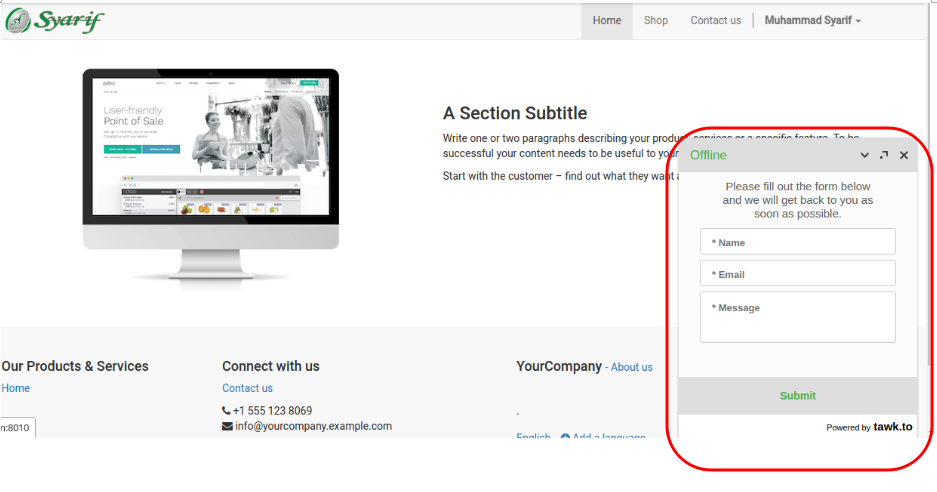 Syarif
Home Shop Contact us Muhammad Syarif
odoo
User-friendly
Point of Sale
A Section Subtitle
Write one or two paragraphs describing your product, services or a specific feature. To be
successful your content needs to be useful to your
Start with the customer – find out what they want a
Offline
Please fill out the form below
and we will get back to you as
soon as possible.
* Name
* Email
* Message
Submit
Powered by tawk.to
Our Products & Services
Home
Connect with us
Contact us
+1 555 123 8069
info@yourcompany.example.com
YourCompany - About us
.
English Add a language
n:8010